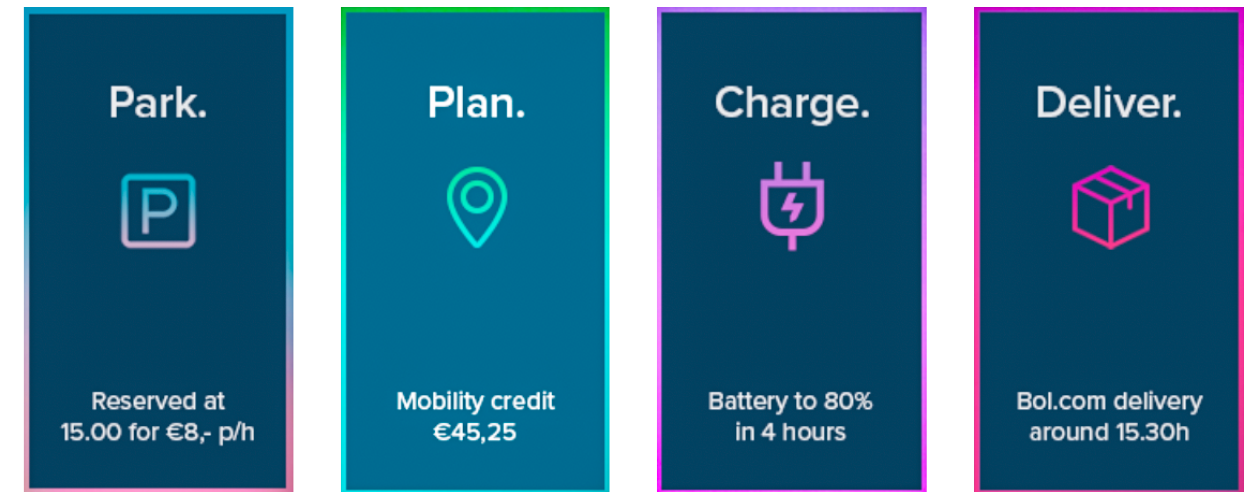 Park.
P
Reserved at
15.00 for €8,- p/h
Plan.
Mobility credit
€45,25
Charge.
Battery to 80%
in 4 hours
Deliver.
Bol.com delivery
around 15.30h